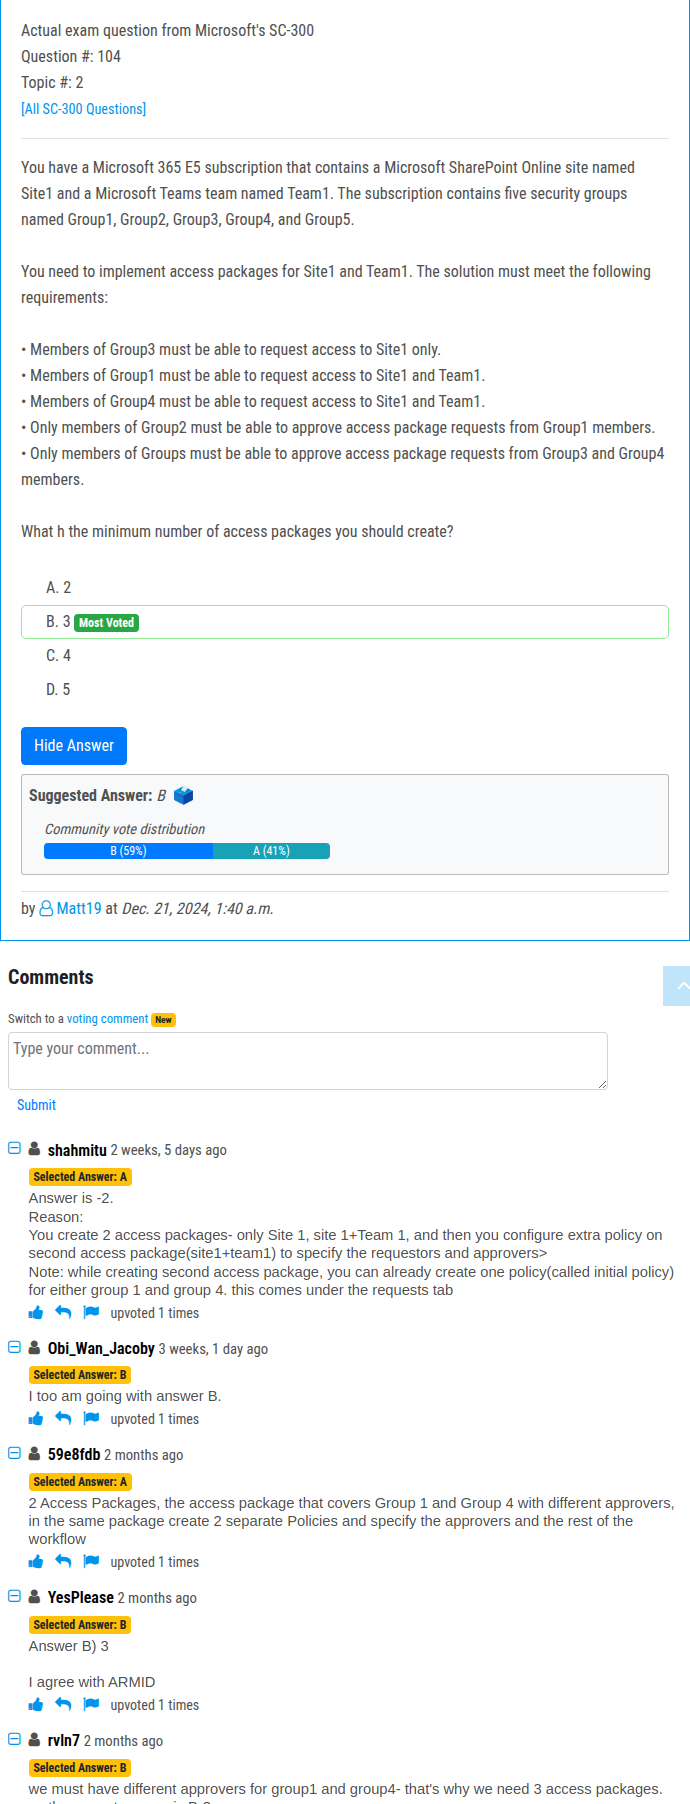 Actual exam question from Microsoft's SC-300
Question #: 104
Topic #: 2
[All SC-300 Questions]
You have a Microsoft 365 E5 subscription that contains a Microsoft SharePoint Online site named
Site1 and a Microsoft Teams team named Team1. The subscription contains five security groups
named Group1, Group2, Group3, Group4, and Group5.
You need to implement access packages for Site1 and Team1. The solution must meet the following
requirements:
• Members of Group3 must be able to request access to Site1 only.
• Members of Group1 must be able to request access to Site1 and Team1.
• Members of Group4 must be able to request access to Site1 and Team1.
• Only members of Group2 must be able to approve access package requests from Group1 members.
• Only members of Groups must be able to approve access package requests from Group3 and Group4
members.
What h the minimum number of access packages you should create?
A. 2
B. 3 Most Voted
C. 4
D. 5
Hide Answer
Suggested Answer: B
Community vote distribution
B (59%) A (41%)
by Matt19 at Dec. 21, 2024, 1:40 a.m.
Comments
Switch to a voting comment New
Type your comment...
Submit
shahmitu 2 weeks, 5 days ago
Selected Answer: A
Answer is -2.
Reason:
You create 2 access packages- only Site 1, site 1+Team 1, and then you configure extra policy on
second access package(site1+team1) to specify the requestors and approvers>
Note: while creating second access package, you can already create one policy(called initial policy)
for either group 1 and group 4. this comes under the requests tab
upvoted 1 times
Obi_Wan_Jacoby 3 weeks, 1 day ago
Selected Answer: B
I too am going with answer B.
upvoted 1 times
59e8fdb 2 months ago
Selected Answer: A
2 Access Packages, the access package that covers Group 1 and Group 4 with different approvers,
in the same package create 2 separate Policies and specify the approvers and the rest of the
workflow
upvoted 1 times
YesPlease 2 months ago
Selected Answer: B
Answer B) 3
I agree with ARMID
upvoted 1 times
rvln7 2 months ago
Selected Answer: B
we must have different approvers for group1 and group4- that's why we need 3 access packages.